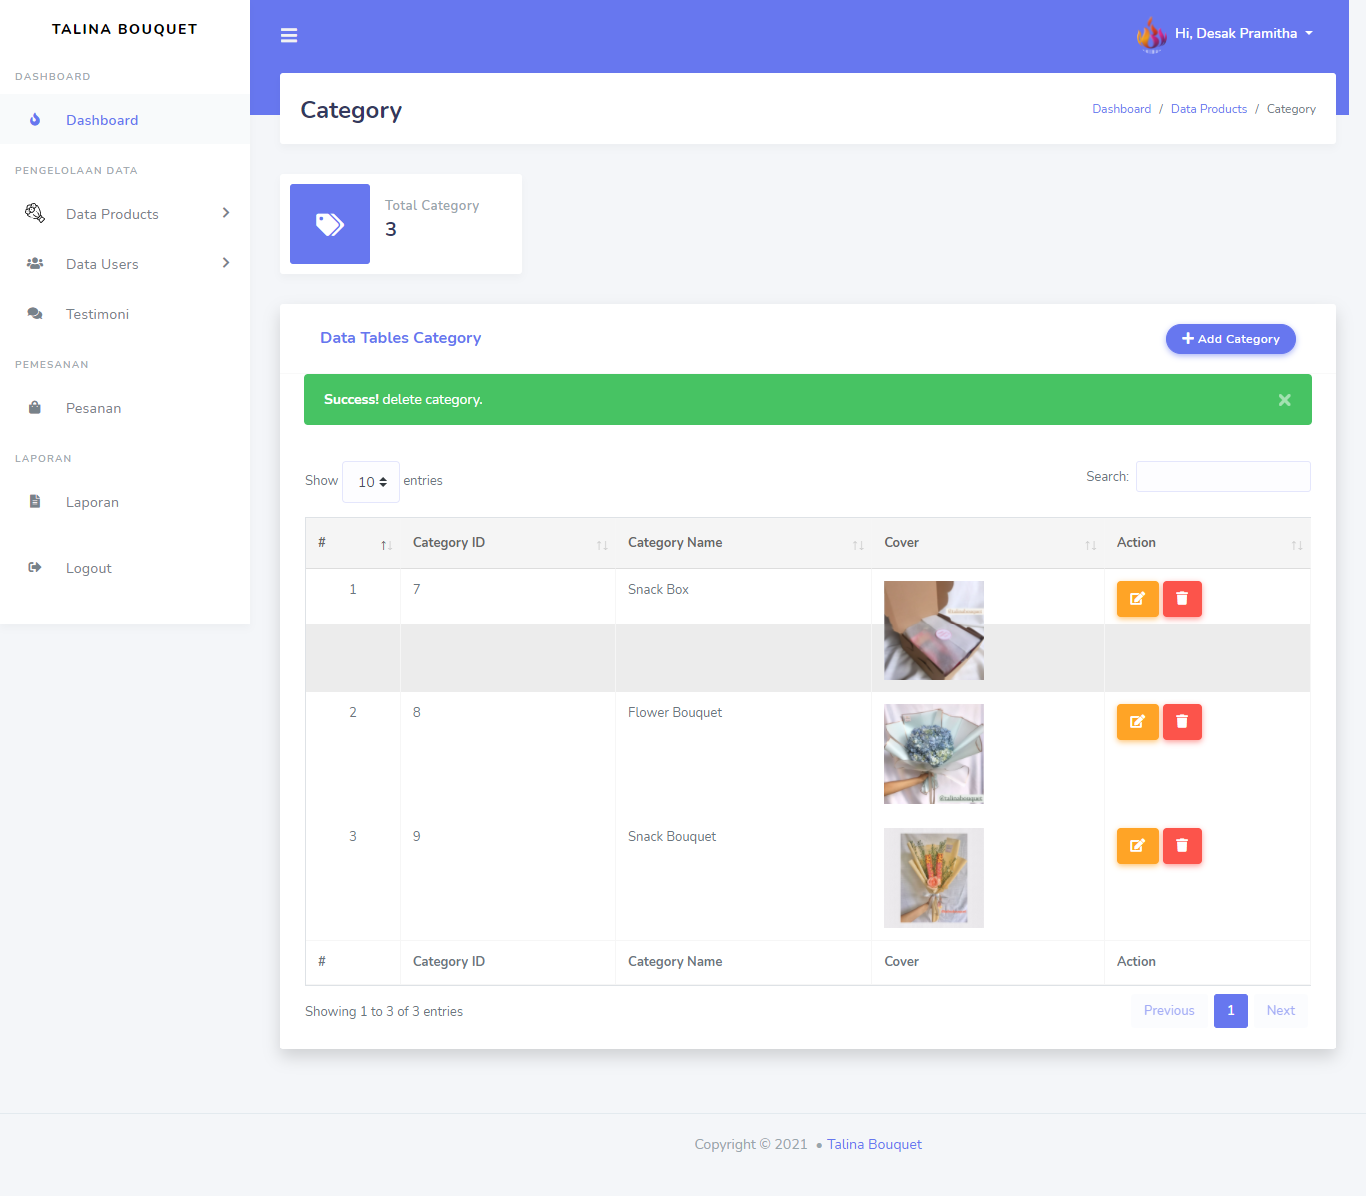 TALINA BOUQUET
DASHBOARD
Dashboard
PENGELOLAAN DATA
Data Products
Data Users
Testimoni
PEMESANAN
Pesanan
LAPORAN
Laporan
Logout
Hi, Desak Pramitha
Category
Dashboard / Data Products / Category
Total Category
3
Data Tables Category
Add Category
Success! delete category.
Show 10 entries
Search:
# Category ID Category Name Cover Action
1 7 Snack Box
2 8 Flower Bouquet
@talinabouquet
3 9 Snack Bouquet
# Category ID Category Name Cover Action
Showing 1 to 3 of 3 entries
Previous 1 Next
Copyright © 2021 • Talina Bouquet